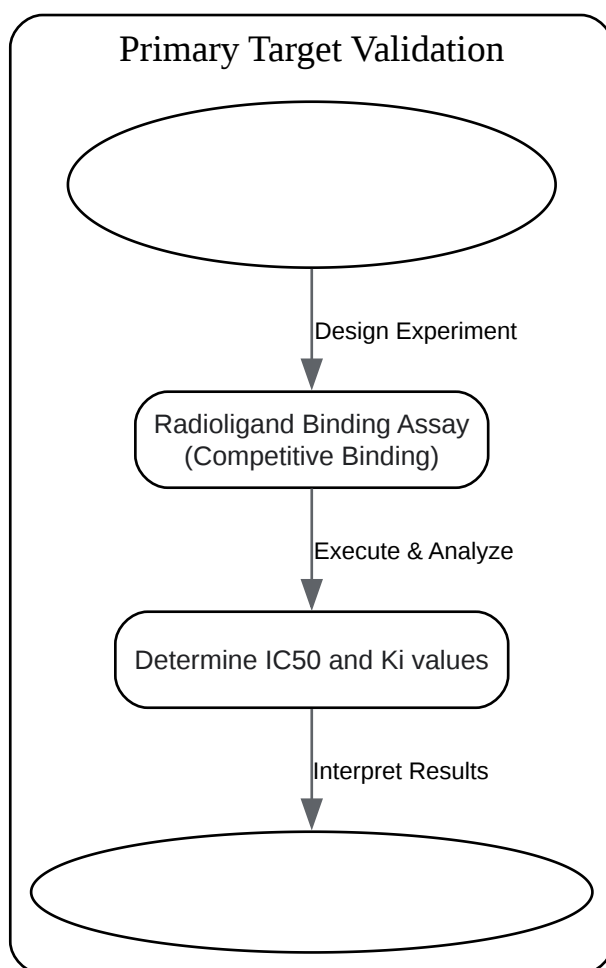 Primary Target Validation
Design Experiment
Radioligand Binding Assay
(Competitive Binding)
Execute & Analyze
Determine IC50 and Ki values
Interpret Results